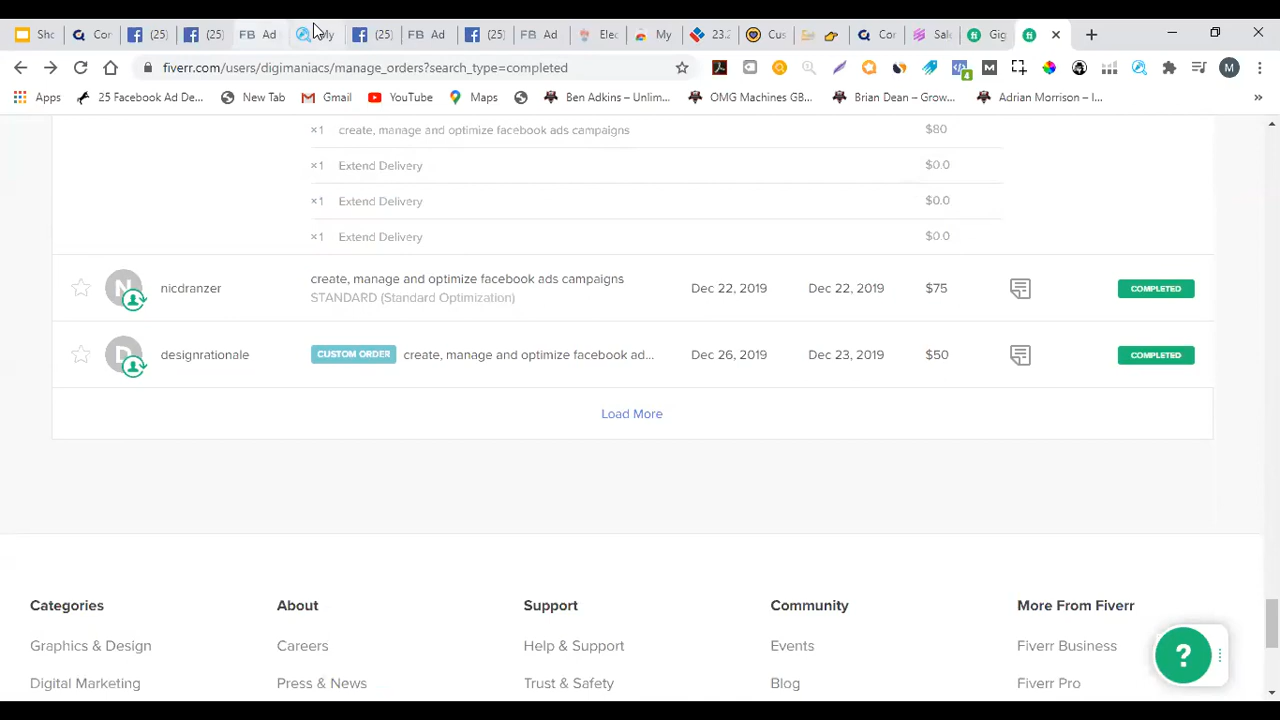 Sho Con (25) (25) FB Ad My (25) FB Ad (25) FB Ad Elec My 23.2 Cus Con Sale Gig
fiverr.com/users/digimaniacs/manage_orders?search_type=completed
4 M M
Apps 25 Facebook Ad De... New Tab Gmail YouTube Maps Ben Adkins – Unlim... OMG Machines GB... Brian Dean – Grow... Adrian Morrison – I... »
×1 create, manage and optimize facebook ads campaigns $80
×1 Extend Delivery $0.0
×1 Extend Delivery $0.0
×1 Extend Delivery $0.0
N nicdranzer create, manage and optimize facebook ads campaigns Dec 22, 2019 Dec 22, 2019 $75 COMPLETED
STANDARD (Standard Optimization)
D designrationale CUSTOM ORDER create, manage and optimize facebook ad... Dec 26, 2019 Dec 23, 2019 $50 COMPLETED
Load More
Categories About Support Community More From Fiverr
Graphics & Design Careers Help & Support Events Fiverr Business
Digital Marketing Press & News Trust & Safety Blog Fiverr Pro
?